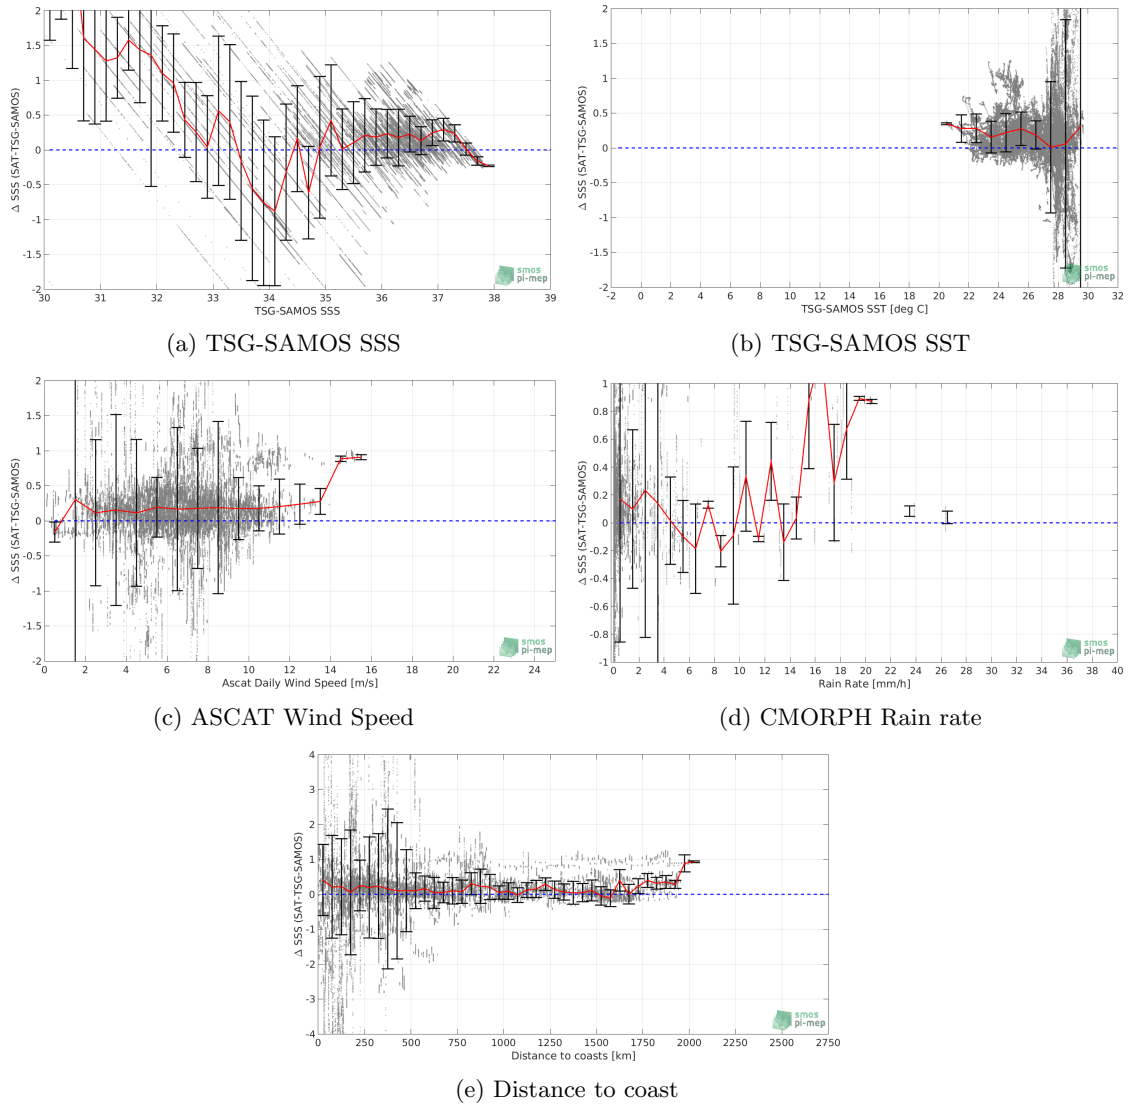 2
1.5
1
0.5
0
-0.5
-1
-1.5
-2
Δ SSS (SAT-TSG-SAMOS)
30 31 32 33 34 35 36 37 38 39
TSG-SAMOS SSS
smos
pi-mep
(a) TSG-SAMOS SSS
2
1.5
1
0.5
0
-0.5
-1
-1.5
-2
Δ SSS (SAT-TSG-SAMOS)
-2 0 2 4 6 8 10 12 14 16 18 20 22 24 26 28 30 32
TSG-SAMOS SST [deg C]
smos
pi-mep
(b) TSG-SAMOS SST
2
1.5
1
0.5
0
-0.5
-1
-1.5
-2
Δ SSS (SAT-TSG-SAMOS)
0 2 4 6 8 10 12 14 16 18 20 22 24
Ascat Daily Wind Speed [m/s]
smos
pi-mep
(c) ASCAT Wind Speed
1
0.8
0.6
0.4
0.2
0
-0.2
-0.4
-0.6
-0.8
-1
Δ SSS (SAT-TSG-SAMOS)
0 2 4 6 8 10 12 14 16 18 20 22 24 26 28 30 32 34 36 38 40
Rain Rate [mm/h]
smos
pi-mep
(d) CMORPH Rain rate
4
3
2
1
0
-1
-2
-3
-4
Δ SSS (SAT-TSG-SAMOS)
0 250 500 750 1000 1250 1500 1750 2000 2250 2500 2750
Distance to coasts [km]
smos
pi-mep
(e) Distance to coast